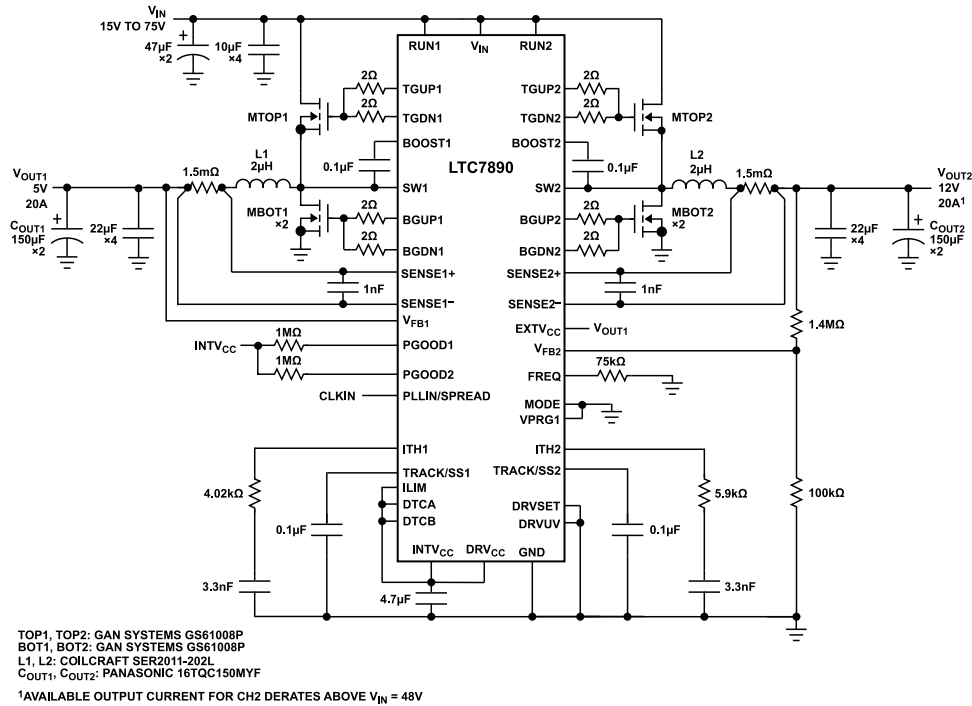 VIN
15V TO 75V
47µF
×2
+
10µF
×4
RUN1
VIN
RUN2
2Ω
TGUP1
TGUP2
2Ω
MTOP1
2Ω
TGDN1
TGDN2
2Ω
MTOP2
BOOST1
BOOST2
LTC7890
VOUT1
5V
20A
1.5mΩ
L1
2µH
0.1µF
SW1
SW2
0.1µF
L2
2µH
1.5mΩ
VOUT2
12V
20A¹
+
COUT1
150µF
×2
22µF
×4
MBOT1
×2
2Ω
BGUP1
BGUP2
2Ω
MBOT2
×2
22µF
×4
+
COUT2
150µF
×2
2Ω
BGDN1
BGDN2
2Ω
SENSE1+
SENSE2+
1nF
1nF
SENSE1–
SENSE2–
VFB1
EXTVCC
VOUT1
1.4MΩ
INTVCC
1MΩ
PGOOD1
VFB2
1MΩ
PGOOD2
FREQ
75kΩ
CLKIN
PLLIN/SPREAD
MODE
VPRG1
ITH1
ITH2
TRACK/SS1
TRACK/SS2
ILIM
4.02kΩ
5.9kΩ
100kΩ
DTCA
DRVSET
0.1µF
DTCB
DRVUV
0.1µF
INTVCC
DRVCC
GND
3.3nF
4.7µF
3.3nF
TOP1, TOP2: GAN SYSTEMS GS61008P
BOT1, BOT2: GAN SYSTEMS GS61008P
L1, L2: COILCRAFT SER2011-202L
COUT1, COUT2: PANASONIC 16TQC150MYF
¹AVAILABLE OUTPUT CURRENT FOR CH2 DERATES ABOVE VIN = 48V